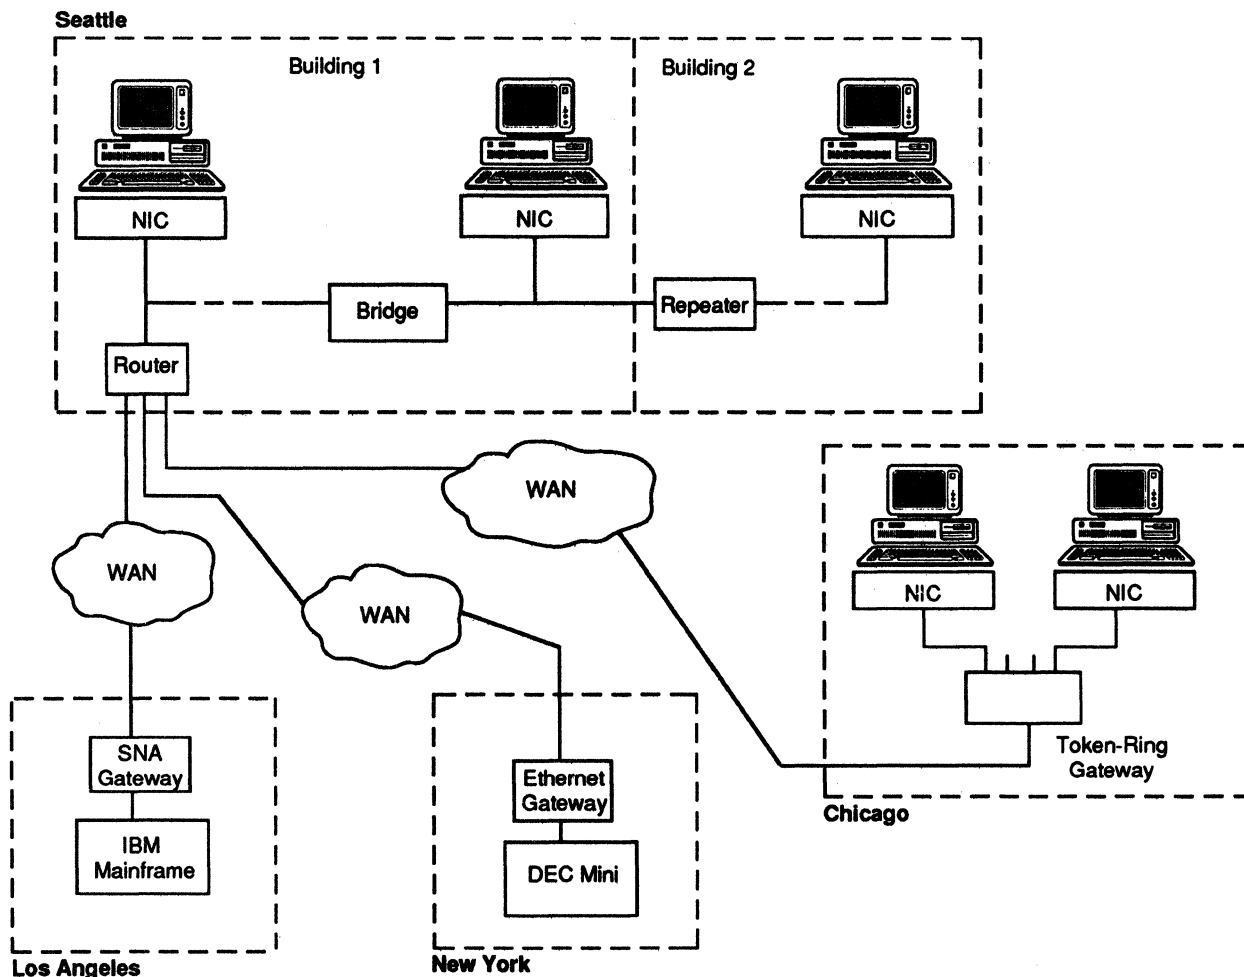 Seattle
Building 1
Building 2
NIC
NIC
NIC
Bridge
Repeater
Router
WAN
WAN
WAN
NIC
NIC
SNA
Gateway
IBM
Mainframe
Los Angeles
Ethernet
Gateway
DEC Mini
New York
Token-Ring
Gateway
Chicago